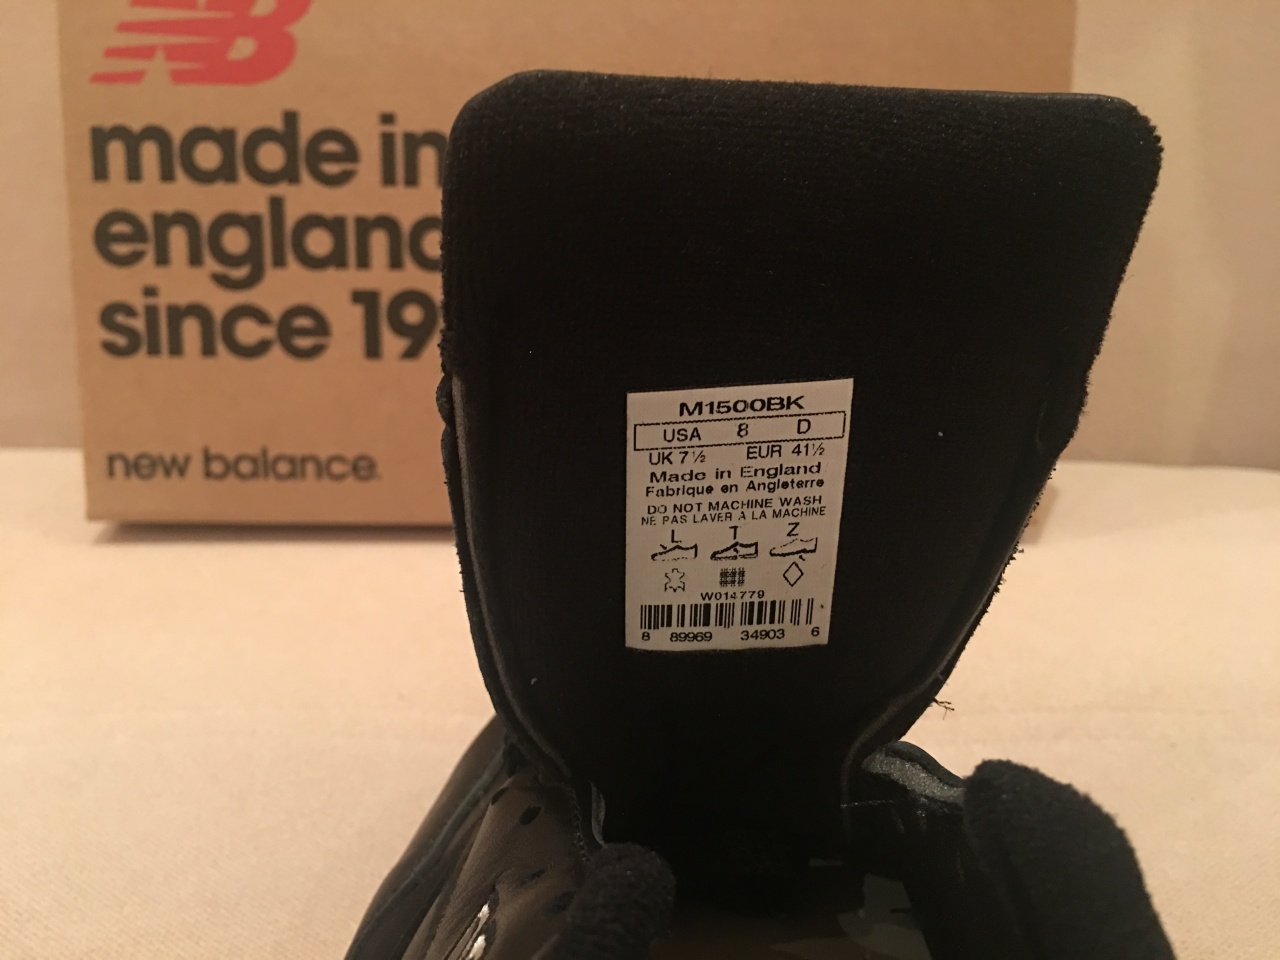 NB
made in
england
since 19
new balance
M1500BK
USA 8 D
UK 7½ EUR 41½
Made in England
Fabrique en Angleterre
DO NOT MACHINE WASH
NE PAS LAVER A LA MACHINE
L T Z
W014779
8 89969 34903 6